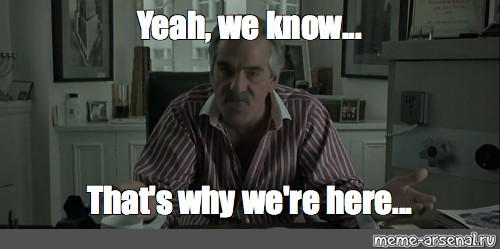 Yeah, we know...
That's why we're here...
meme-arsenal.ru